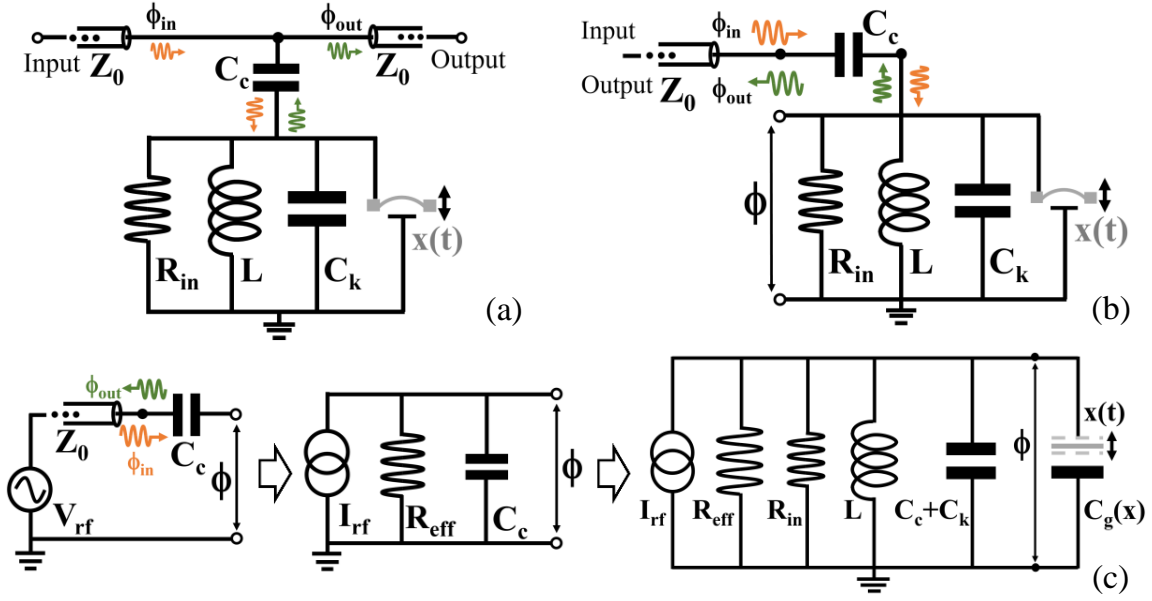 ϕin
ϕout
Input
Z0
Z0
Output
Cc
x(t)
Rin
L
Ck
(a)
Input
ϕin
Cc
Output
Z0
ϕout
ϕ
x(t)
Rin
L
Ck
(b)
ϕout
Z0
ϕin
Cc
ϕ
Vrf
Irf
Reff
Cc
ϕ
x(t)
ϕ
Irf
Reff
Rin
L
Cc+Ck
Cg(x)
(c)